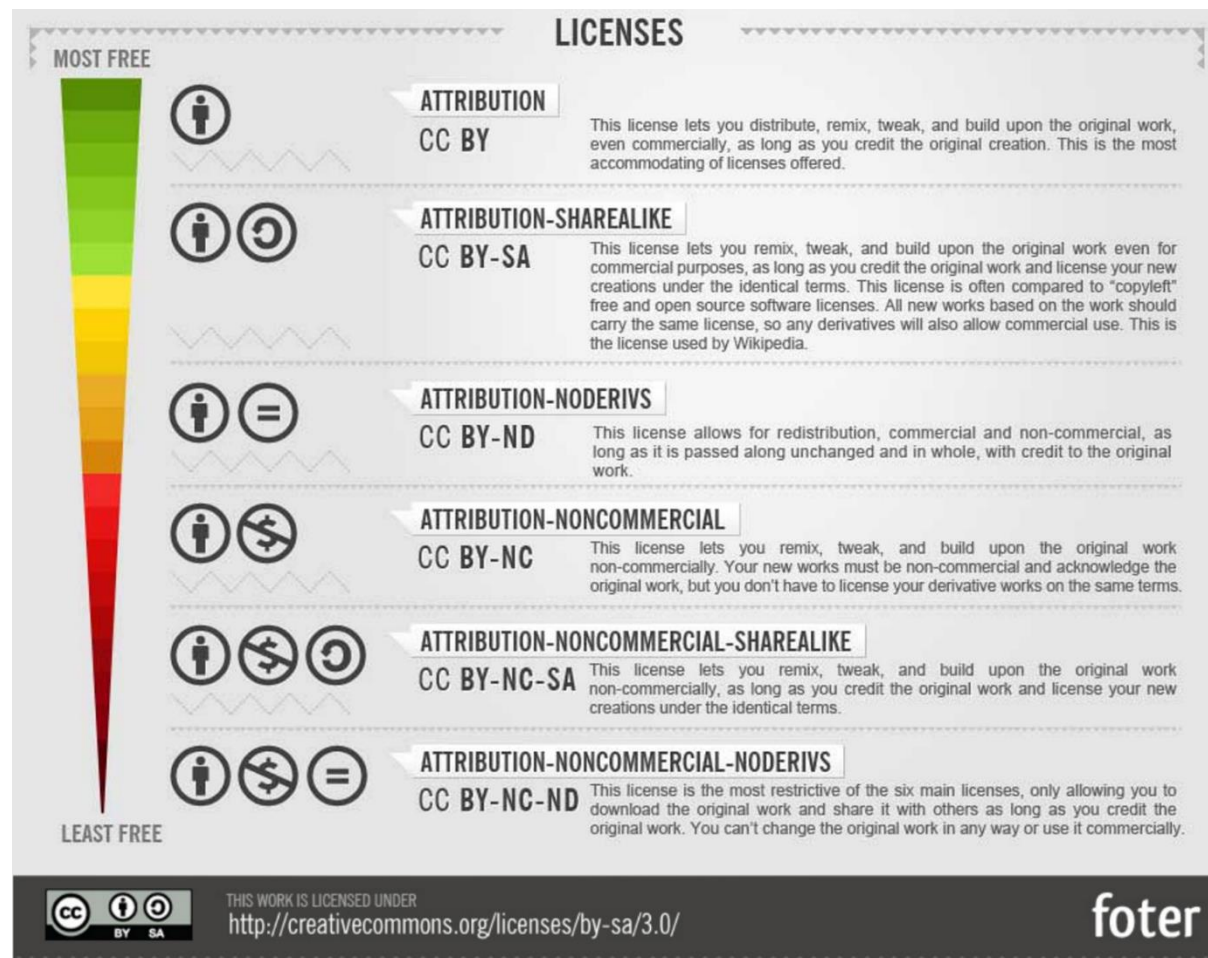 LICENSES
MOST FREE
ATTRIBUTION
CC BY
This license lets you distribute, remix, tweak, and build upon the original work,
even commercially, as long as you credit the original creation. This is the most
accommodating of licenses offered.
ATTRIBUTION-SHAREALIKE
CC BY-SA
This license lets you remix, tweak, and build upon the original work even for
commercial purposes, as long as you credit the original work and license your new
creations under the identical terms. This license is often compared to “copyleft”
free and open source software licenses. All new works based on the work should
carry the same license, so any derivatives will also allow commercial use. This is
the license used by Wikipedia.
ATTRIBUTION-NODERIVS
CC BY-ND
This license allows for redistribution, commercial and non-commercial, as
long as it is passed along unchanged and in whole, with credit to the original
work.
ATTRIBUTION-NONCOMMERCIAL
CC BY-NC
This license lets you remix, tweak, and build upon the original work
non-commercially. Your new works must be non-commercial and acknowledge the
original work, but you don’t have to license your derivative works on the same terms.
ATTRIBUTION-NONCOMMERCIAL-SHAREALIKE
CC BY-NC-SA
This license lets you remix, tweak, and build upon the original work
non-commercially, as long as you credit the original work and license your new
creations under the identical terms.
ATTRIBUTION-NONCOMMERCIAL-NODERIVS
CC BY-NC-ND
This license is the most restrictive of the six main licenses, only allowing you to
download the original work and share it with others as long as you credit the
original work. You can’t change the original work in any way or use it commercially.
LEAST FREE
cc BY SA
THIS WORK IS LICENSED UNDER
http://creativecommons.org/licenses/by-sa/3.0/
foter